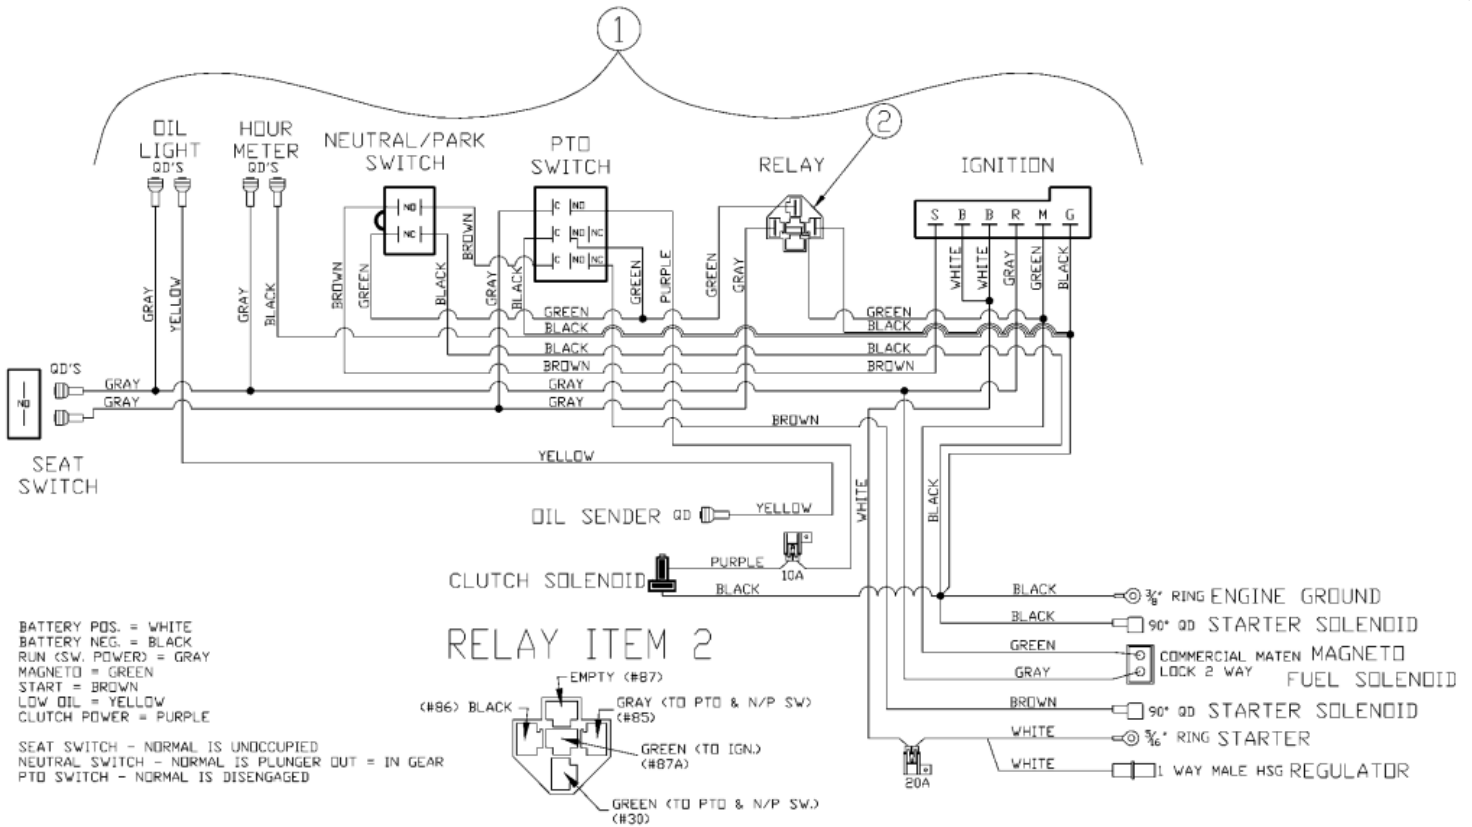 1
OIL LIGHT
QD'S
HOUR METER
QD'S
NEUTRAL/PARK SWITCH
PTO SWITCH
RELAY
2
IGNITION
NO
NC
C NO
C NO NC
C NO NC
S B B R M G
GRAY
YELLOW
GRAY
BLACK
BROWN
GREEN
BLACK
BROWN
GRAY
BLACK
GREEN
PURPLE
GREEN
GRAY
WHITE
WHITE
GRAY
GREEN
BLACK
GREEN
GREEN
BLACK
BLACK
BLACK
BLACK
BROWN
BROWN
QD'S
GRAY
GRAY
GRAY
GRAY
NO
SEAT SWITCH
BROWN
YELLOW
WHITE
BLACK
OIL SENDER QD
YELLOW
CLUTCH SOLENOID
PURPLE
10A
BLACK
BLACK
3/8" RING ENGINE GROUND
BLACK
90° QD STARTER SOLENOID
GREEN
COMMERCIAL MATEN MAGNETO
LOCK 2 WAY
GRAY
FUEL SOLENOID
BROWN
90° QD STARTER SOLENOID
WHITE
5/16" RING STARTER
WHITE
1 WAY MALE HSG REGULATOR
20A
BATTERY POS. = WHITE
BATTERY NEG. = BLACK
RUN (SW. POWER) = GRAY
MAGNETO = GREEN
START = BROWN
LOW OIL = YELLOW
CLUTCH POWER = PURPLE
SEAT SWITCH - NORMAL IS UNOCCUPIED
NEUTRAL SWITCH - NORMAL IS PLUNGER OUT = IN GEAR
PTO SWITCH - NORMAL IS DISENGAGED
RELAY ITEM 2
EMPTY (#87)
(#86) BLACK
GRAY (TO PTO & N/P SW)
(#85)
GREEN (TO IGN.)
(#87A)
GREEN (TO PTO & N/P SW.)
(#30)